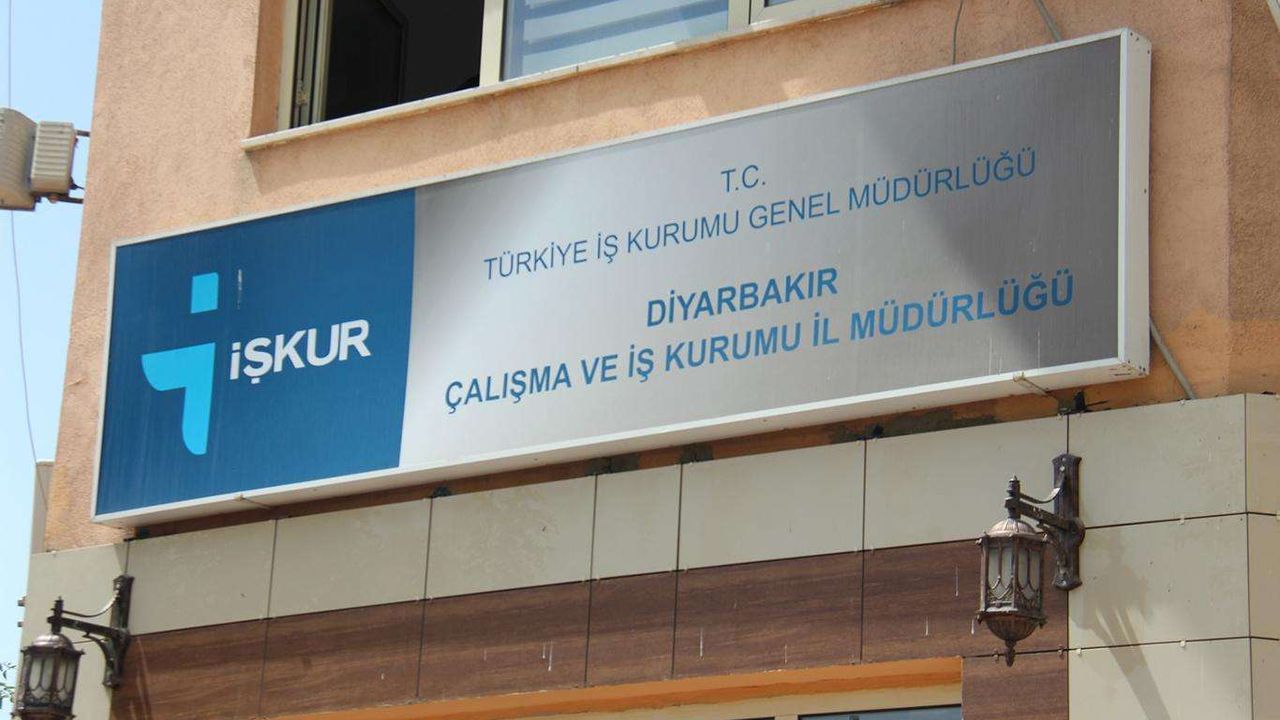 İŞKUR
T.C.
TÜRKİYE İŞ KURUMU GENEL MÜDÜRLÜĞÜ
DİYARBAKIR
ÇALIŞMA VE İŞ KURUMU İL MÜDÜRLÜĞÜ